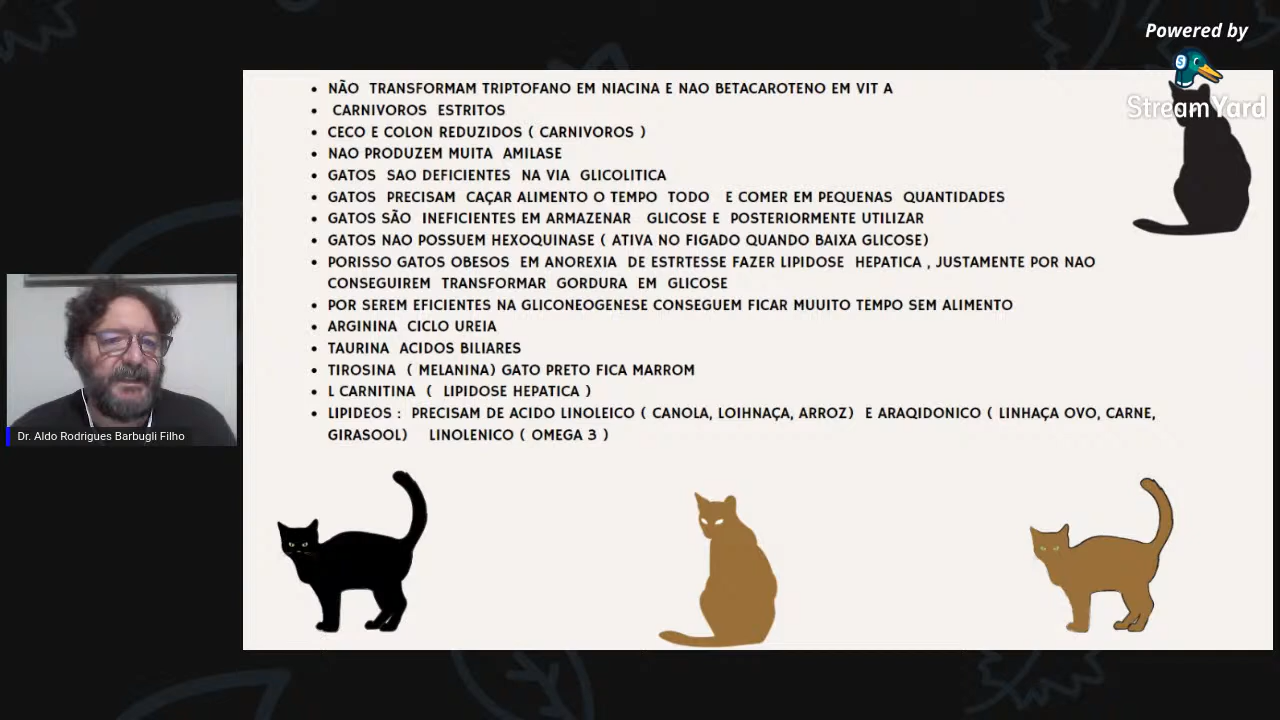 Powered by
StreamYard
• NÃO TRANSFORMAM TRIPTOFANO EM NIACINA E NAO BETACAROTENO EM VIT A
• CARNIVOROS ESTRITOS
• CECO E COLON REDUZIDOS ( CARNIVOROS )
• NAO PRODUZEM MUITA AMILASE
• GATOS SAO DEFICIENTES NA VIA GLICOLITICA
• GATOS PRECISAM CAÇAR ALIMENTO O TEMPO TODO E COMER EM PEQUENAS QUANTIDADES
• GATOS SÃO INEFICIENTES EM ARMAZENAR GLICOSE E POSTERIORMENTE UTILIZAR
• GATOS NAO POSSUEM HEXOQUINASE ( ATIVA NO FIGADO QUANDO BAIXA GLICOSE)
• PORISSO GATOS OBESOS EM ANOREXIA DE ESTRTESSE FAZER LIPIDOSE HEPATICA , JUSTAMENTE POR NAO
CONSEGUIREM TRANSFORMAR GORDURA EM GLICOSE
• POR SEREM EFICIENTES NA GLICONEOGENESE CONSEGUEM FICAR MUUITO TEMPO SEM ALIMENTO
• ARGININA CICLO UREIA
• TAURINA ACIDOS BILIARES
• TIROSINA ( MELANINA) GATO PRETO FICA MARROM
• L CARNITINA ( LIPIDOSE HEPATICA )
• LIPIDEOS : PRECISAM DE ACIDO LINOLEICO ( CANOLA, LOIHNAÇA, ARROZ) E ARAQIDONICO ( LINHAÇA OVO, CARNE,
GIRASOOL) LINOLENICO ( OMEGA 3 )
Dr. Aldo Rodrigues Barbugli Filho